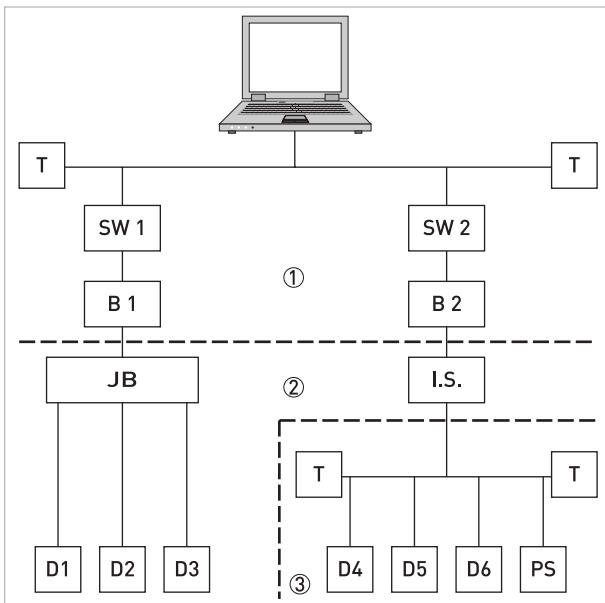 T T
SW 1 SW 2
①
B 1 B 2
JB ② I.S.
T T
D1 D2 D3 ③ D4 D5 D6 PS